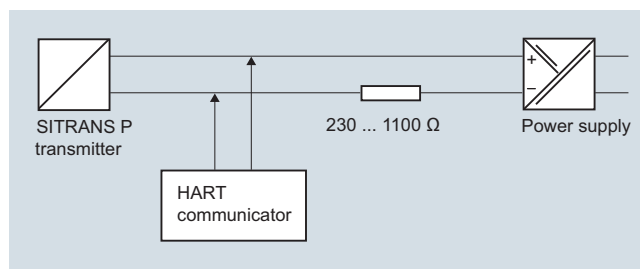 +
–
SITRANS P
transmitter
230 ... 1100 Ω
Power supply
HART
communicator